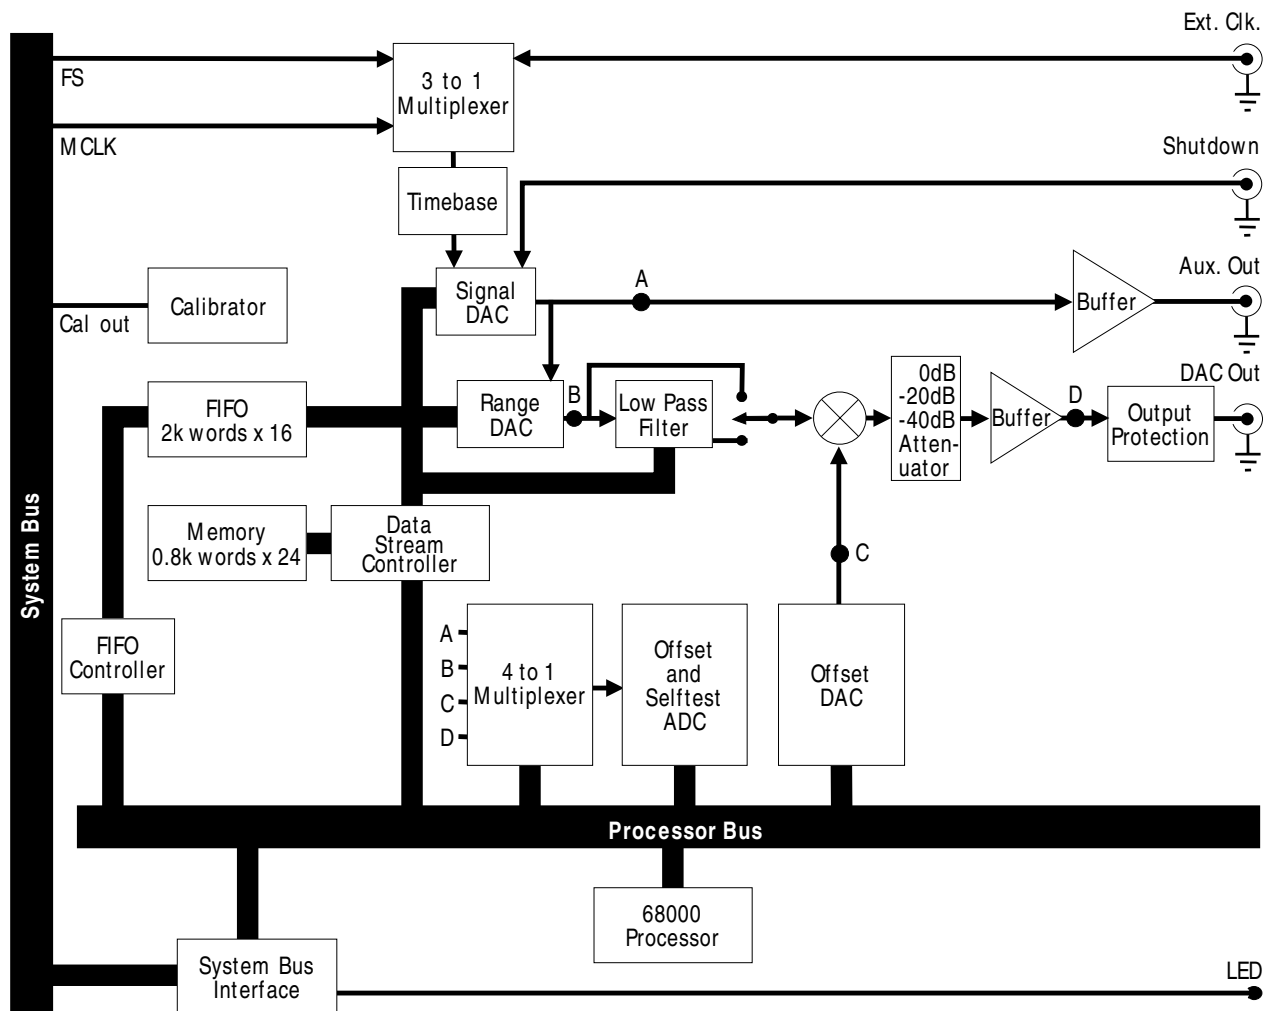 Ext. Clk.
FS
3 to 1
Multiplexer
MCLK
Shutdown
Timebase
Aux. Out
A
Signal
DAC
Buffer
Calibrator
Cal out
DAC Out
FIFO
2k words x 16
Range
DAC
B
Low Pass
Filter
0dB
-20dB
-40dB
Atten-
uator
Buffer
D
Output
Protection
System Bus
Memory
0.8k words x 24
Data
Stream
Controller
C
FIFO
Controller
A
B
C
D
4 to 1
Multiplexer
Offset
and
Selftest
ADC
Offset
DAC
Processor Bus
68000
Processor
System Bus
Interface
LED